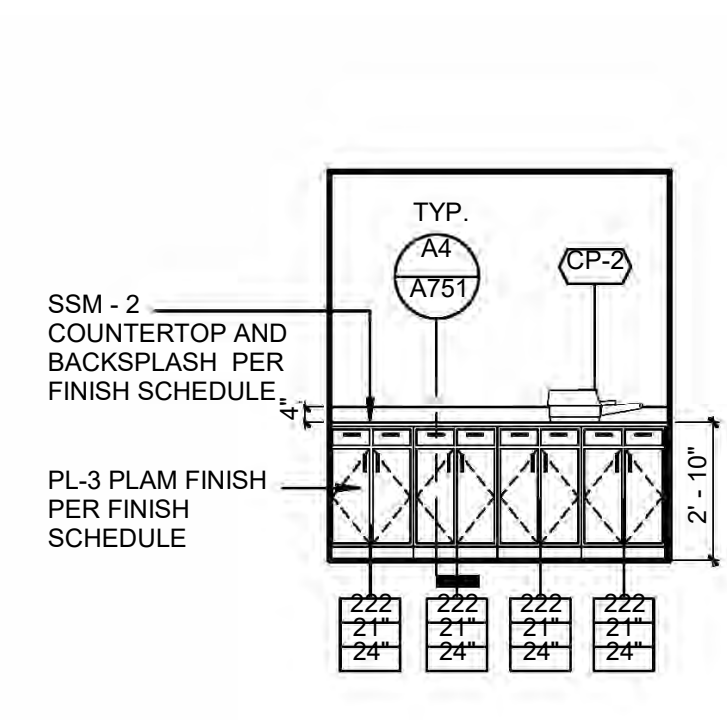 TYP.
A4
A751
CP-2
SSM - 2
COUNTERTOP AND
BACKSPLASH PER
FINISH SCHEDULE
4"
PL-3 PLAM FINISH
PER FINISH
SCHEDULE
2' - 10"
222
21"
24"
222
21"
24"
222
21"
24"
222
21"
24"